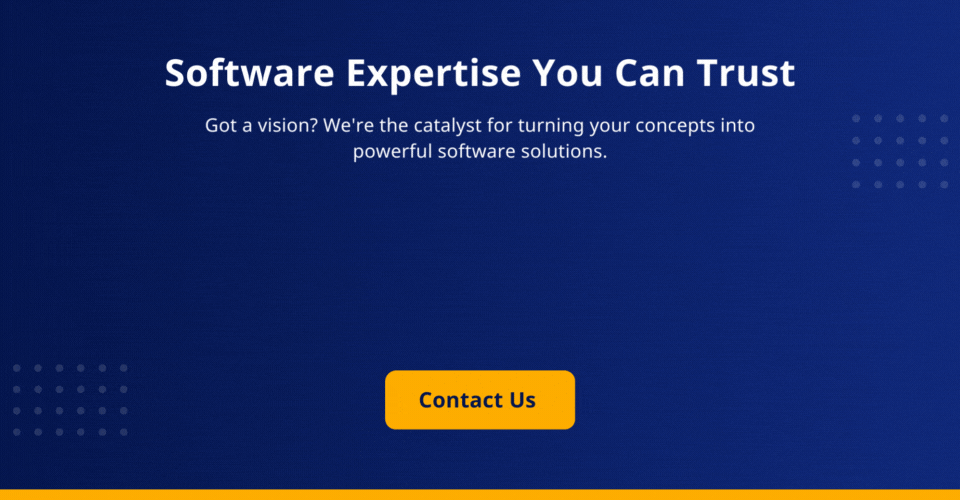 Software Expertise You Can Trust
Got a vision? We're the catalyst for turning your concepts into
powerful software solutions.
Contact Us